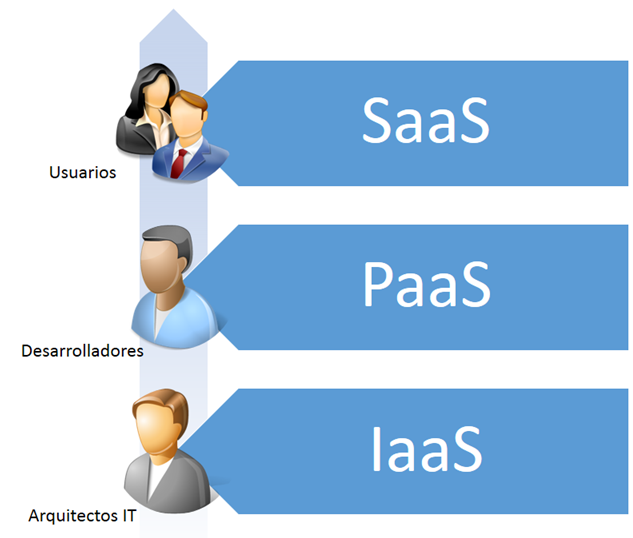 SaaS
Usuarios
PaaS
Desarrolladores
IaaS
Arquitectos IT